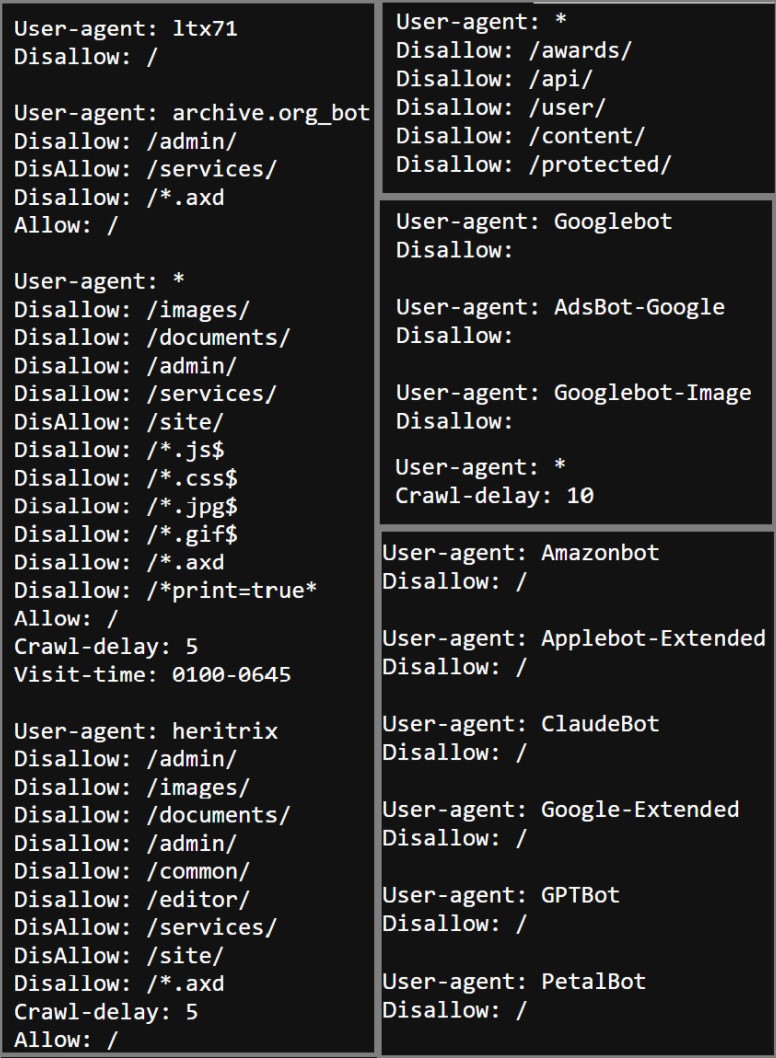 User-agent: ltx71
Disallow: /
User-agent: archive.org_bot
Disallow: /admin/
DisAllow: /services/
Disallow: /*.axd
Allow: /
User-agent: *
Disallow: /images/
Disallow: /documents/
Disallow: /admin/
Disallow: /services/
DisAllow: /site/
Disallow: /*.js$
Disallow: /*.css$
Disallow: /*.jpg$
Disallow: /*.gif$
Disallow: /*.axd
Disallow: /*print=true*
Allow: /
Crawl-delay: 5
Visit-time: 0100-0645
User-agent: heritrix
Disallow: /admin/
Disallow: /images/
Disallow: /documents/
Disallow: /admin/
Disallow: /common/
Disallow: /editor/
DisAllow: /services/
DisAllow: /site/
Disallow: /*.axd
Crawl-delay: 5
Allow: /
User-agent: *
Disallow: /awards/
Disallow: /api/
Disallow: /user/
Disallow: /content/
Disallow: /protected/
User-agent: Googlebot
Disallow:
User-agent: AdsBot-Google
Disallow:
User-agent: Googlebot-Image
Disallow:
User-agent: *
Crawl-delay: 10
User-agent: Amazonbot
Disallow: /
User-agent: Applebot-Extended
Disallow: /
User-agent: ClaudeBot
Disallow: /
User-agent: Google-Extended
Disallow: /
User-agent: GPTBot
Disallow: /
User-agent: PetalBot
Disallow: /